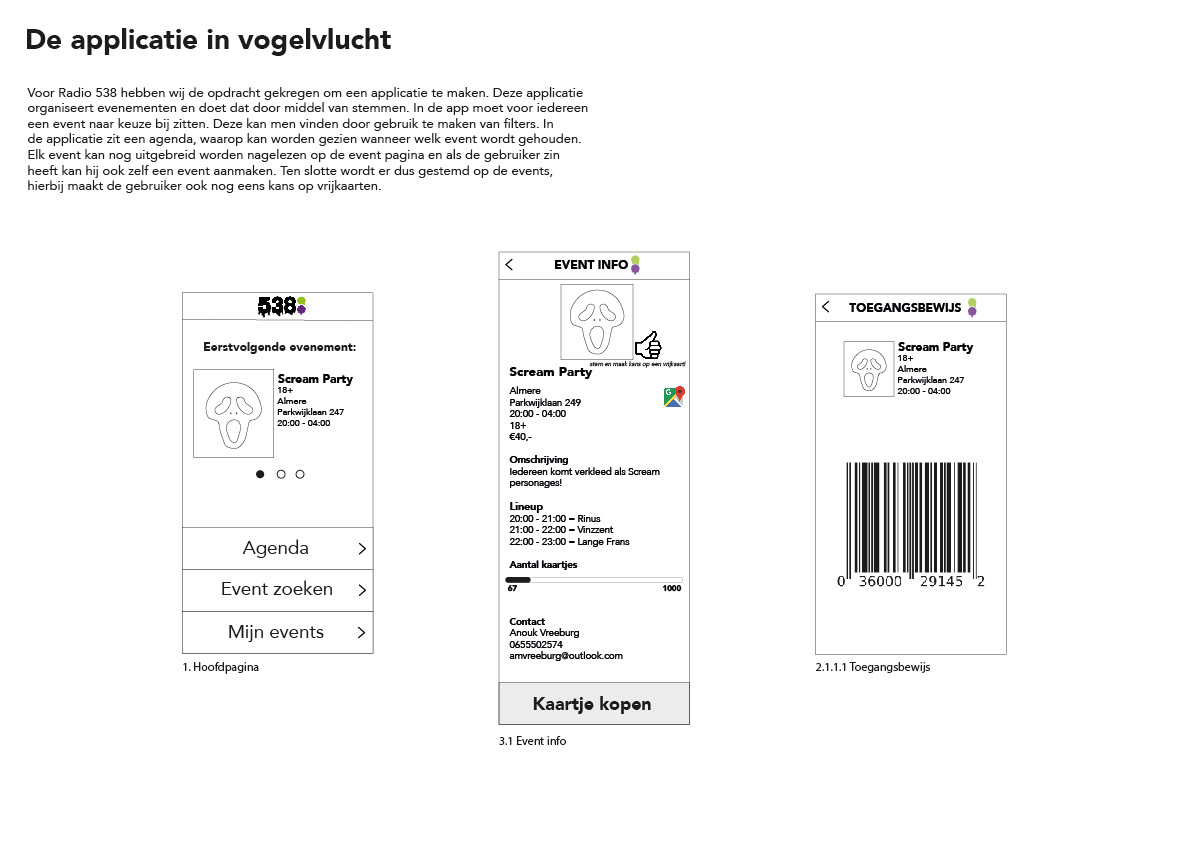 De applicatie in vogelvlucht
Voor Radio 538 hebben wij de opdracht gekregen om een applicatie te maken. Deze applicatie
organiseert evenementen en doet dat door middel van stemmen. In de app moet voor iedereen
een event naar keuze bij zitten. Deze kan men vinden door gebruik te maken van filters. In
de applicatie zit een agenda, waarop kan worden gezien wanneer welk event wordt gehouden.
Elk event kan nog uitgebreid worden nagelezen op de event pagina en als de gebruiker zin
heeft kan hij ook zelf een event aanmaken. Ten slotte wordt er dus gestemd op de events,
hierbij maakt de gebruiker ook nog eens kans op vrijkaarten.
538
Eerstvolgende evenement:
Scream Party
18+
Almere
Parkwijklaan 247
20:00 - 04:00
Agenda
Event zoeken
Mijn events
1. Hoofdpagina
EVENT INFO
stem en maak kans op een vrijkaart!
Scream Party
Almere
Parkwijklaan 249
20:00 - 04:00
18+
€40,-
G
Omschrijving
Iedereen komt verkleed als Scream
personages!
Lineup
20:00 - 21:00 = Rinus
21:00 - 22:00 = Vinzzent
22:00 - 23:00 = Lange Frans
Aantal kaartjes
67 1000
Contact
Anouk Vreeburg
0655502574
amvreeburg@outlook.com
Kaartje kopen
3.1 Event info
TOEGANGSBEWIJS
Scream Party
18+
Almere
Parkwijklaan 247
20:00 - 04:00
0 36000 29145 2
2.1.1.1 Toegangsbewijs